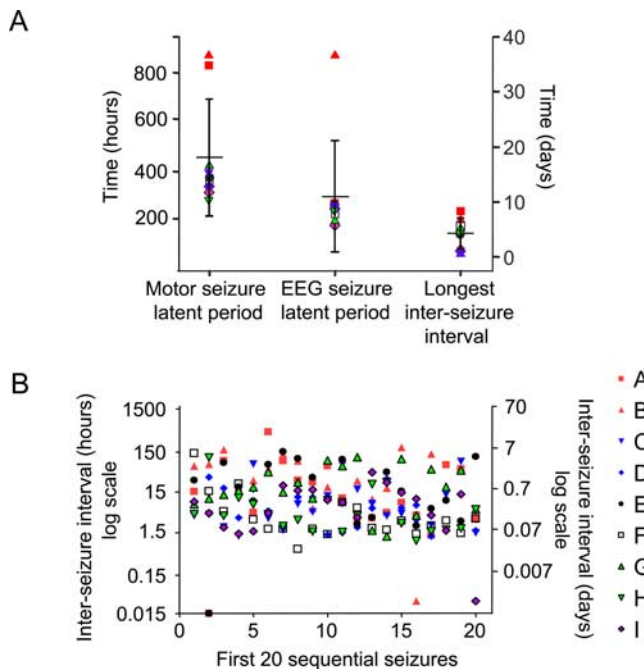 A
Time (hours)
800
600
400
200
40
30
20
10
0
Time (days)
Motor seizure
latent period
EEG seizure
latent period
Longest
inter-seizure
interval
B
Inter-seizure interval (hours)
log scale
1500
150
15
1.5
0.15
0.015
70
7
0.7
0.07
0.007
Inter-seizure interval (days)
log scale
0
5
10
15
20
First 20 sequential seizures
A
B
C
D
E
F
G
H
I